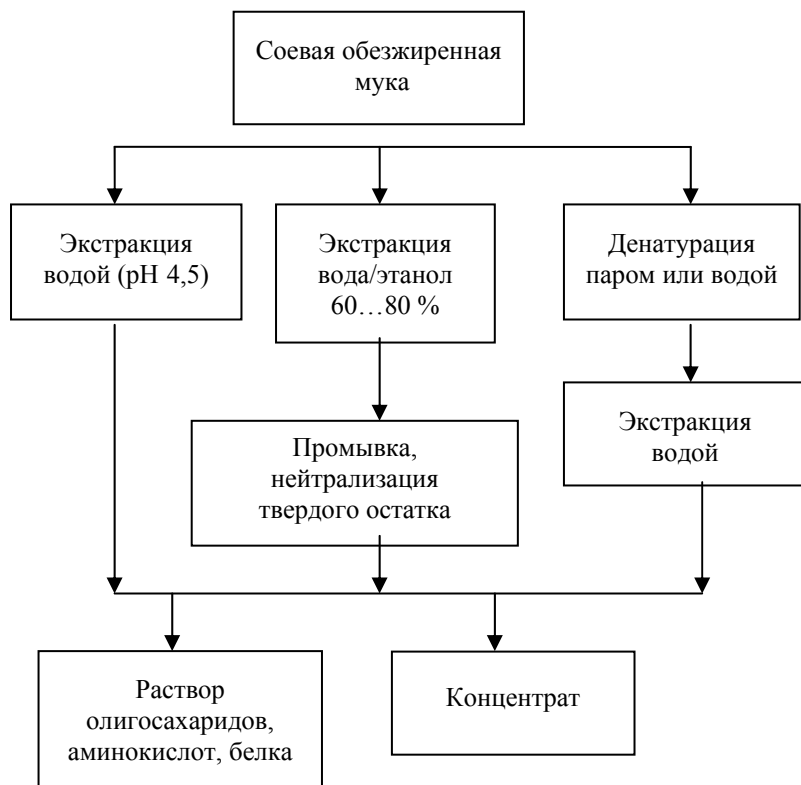 Соевая обезжиренная
мука
Экстракция
водой (рН 4,5)
Экстракция
вода/этанол
60…80 %
Денатурация
паром или водой
Экстракция
водой
Промывка,
нейтрализация
твердого остатка
Раствор
олигосахаридов,
аминокислот, белка
Концентрат